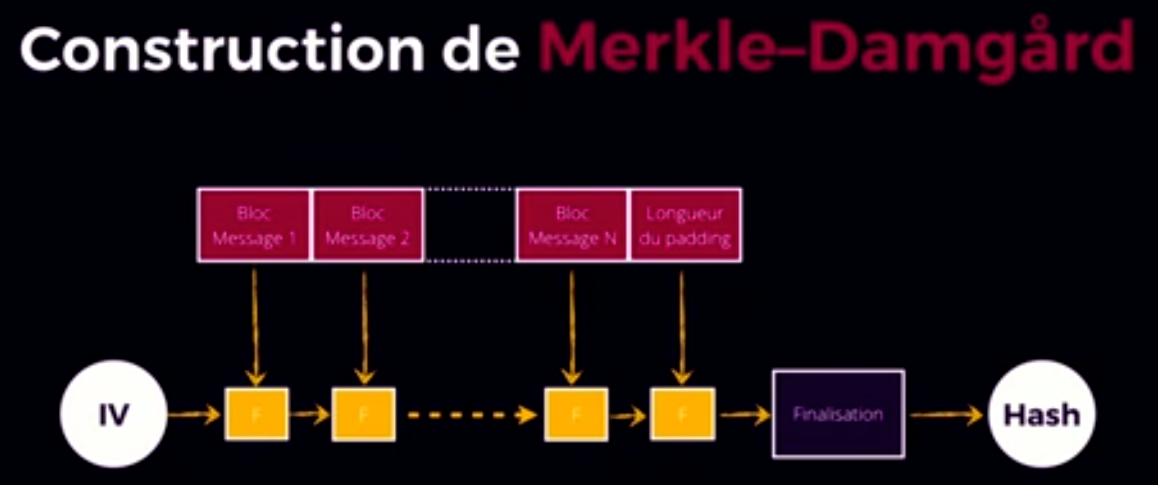 Construction de Merkle–Damgård
Bloc
Message 1
Bloc
Message 2
Bloc
Message N
Longueur
du padding
IV
F
F
F
F
Finalisation
Hash